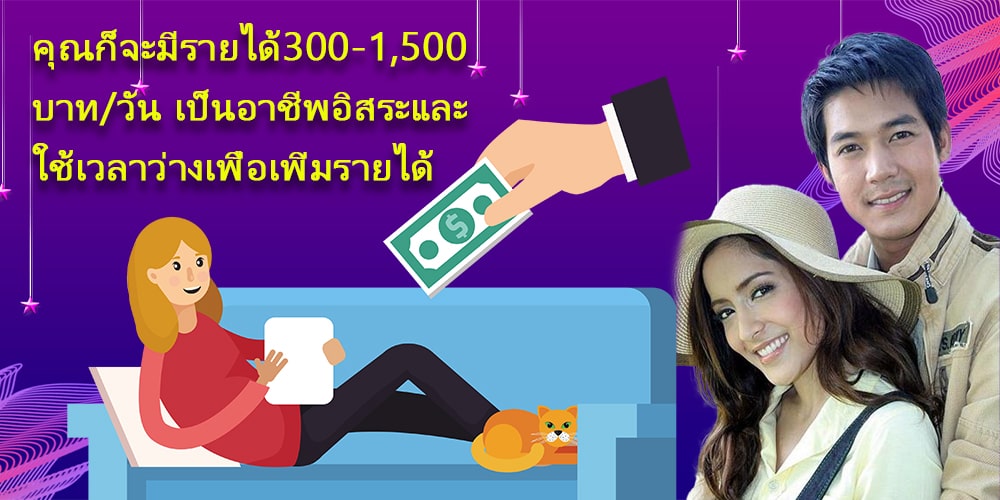 คุณก็จะมีรายได้300-1,500
บาท/วัน เป็นอาชีพอิสระและ
ใช้เวลาว่างเพื่อเพิ่มรายได้